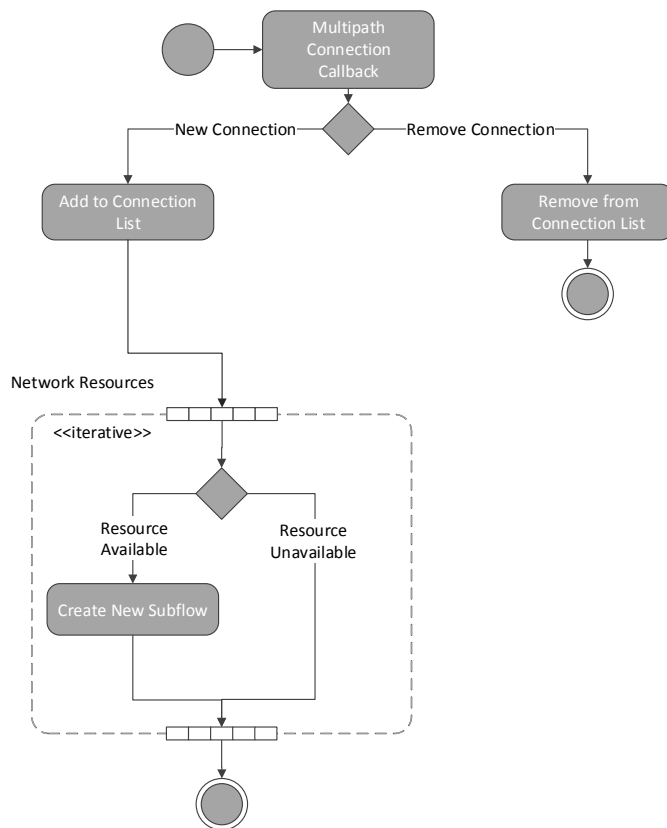 Multipath
Connection
Callback
New Connection
Remove Connection
Add to Connection
List
Remove from
Connection List
Network Resources
<<iterative>>
Resource
Available
Resource
Unavailable
Create New Subflow